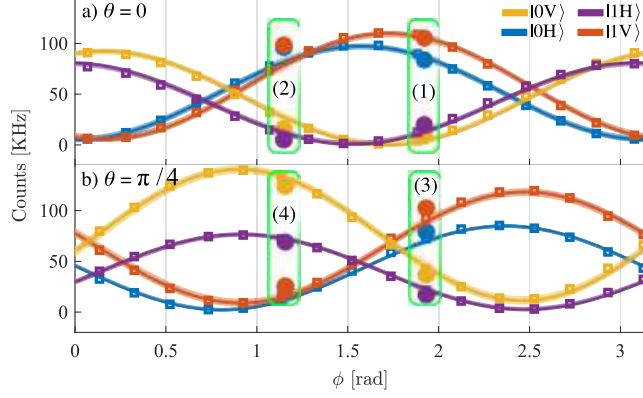 a) θ = 0
|0V⟩ |1H⟩
|0H⟩ |1V⟩
100
50
0
(2)
(1)
Counts [KHz]
b) θ = π /4
(3)
(4)
100
50
0
0 0.5 1 1.5 2 2.5 3
ϕ [rad]